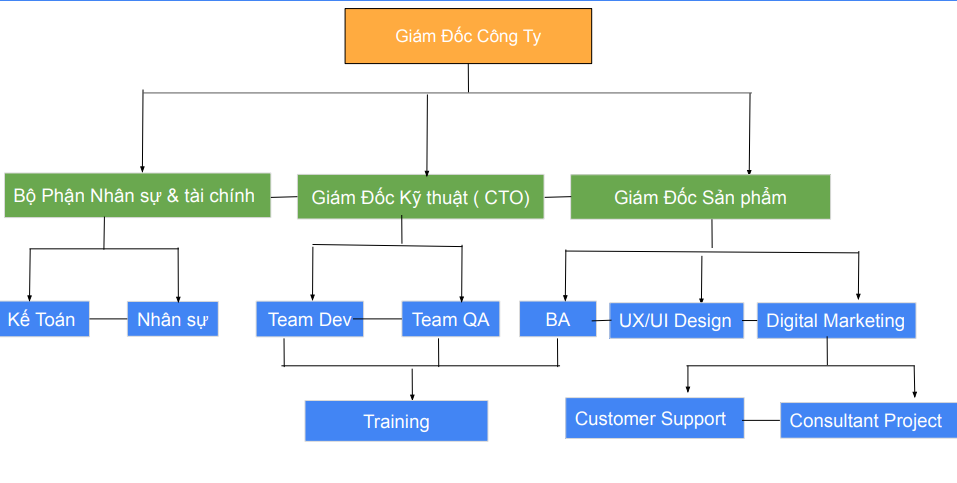 Giám Đốc Công Ty
Bộ Phận Nhân sự & tài chính
Giám Đốc Kỹ thuật ( CTO)
Giám Đốc Sản phẩm
Kế Toán
Nhân sự
Team Dev
Team QA
BA
UX/UI Design
Digital Marketing
Training
Customer Support
Consultant Project